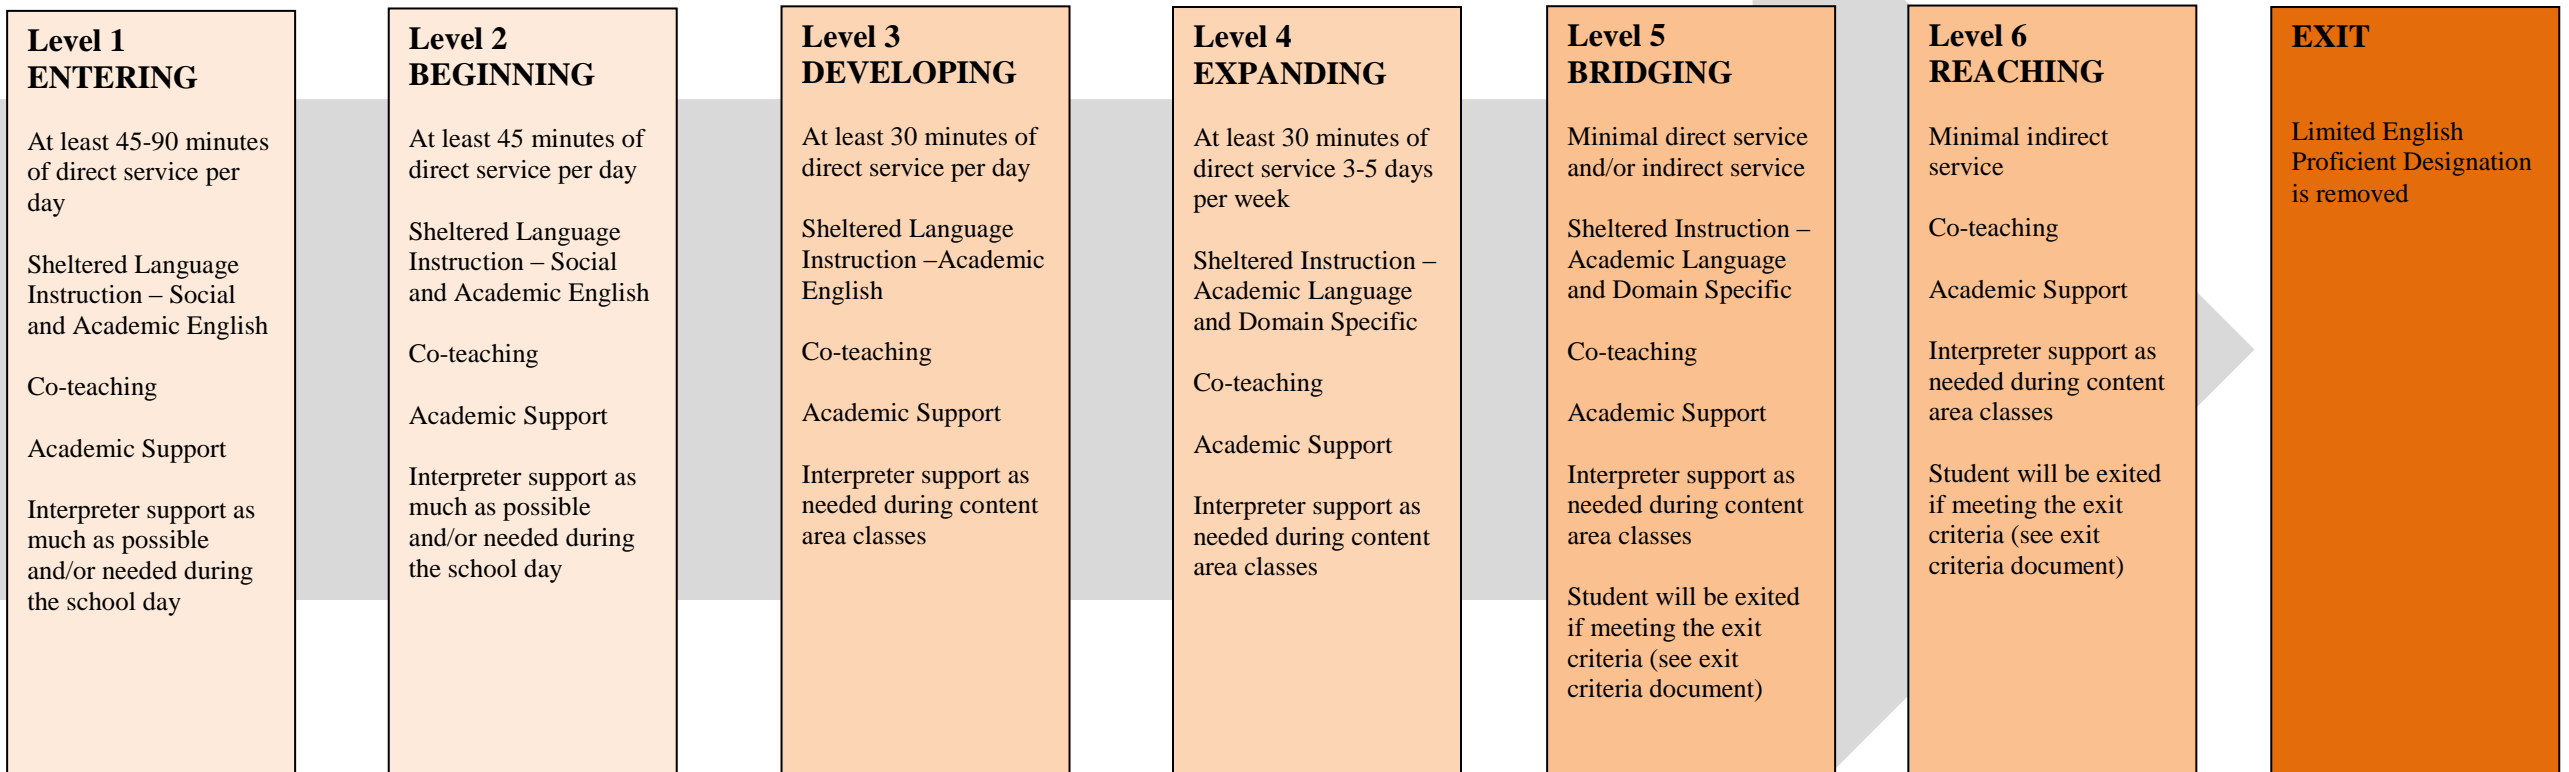 Level 1
ENTERING
At least 45-90 minutes
of direct service per
day
Sheltered Language
Instruction – Social
and Academic English
Co-teaching
Academic Support
Interpreter support as
much as possible
and/or needed during
the school day
Level 2
BEGINNING
At least 45 minutes of
direct service per day
Sheltered Language
Instruction – Social
and Academic English
Co-teaching
Academic Support
Interpreter support as
much as possible
and/or needed during
the school day
Level 3
DEVELOPING
At least 30 minutes of
direct service per day
Sheltered Language
Instruction –Academic
English
Co-teaching
Academic Support
Interpreter support as
needed during content
area classes
Level 4
EXPANDING
At least 30 minutes of
direct service 3-5 days
per week
Sheltered Instruction –
Academic Language
and Domain Specific
Co-teaching
Academic Support
Interpreter support as
needed during content
area classes
Level 5
BRIDGING
Minimal direct service
and/or indirect service
Sheltered Instruction –
Academic Language
and Domain Specific
Co-teaching
Academic Support
Interpreter support as
needed during content
area classes
Student will be exited
if meeting the exit
criteria (see exit
criteria document)
Level 6
REACHING
Minimal indirect
service
Co-teaching
Academic Support
Interpreter support as
needed during content
area classes
Student will be exited
if meeting the exit
criteria (see exit
criteria document)
EXIT
Limited English
Proficient Designation
is removed